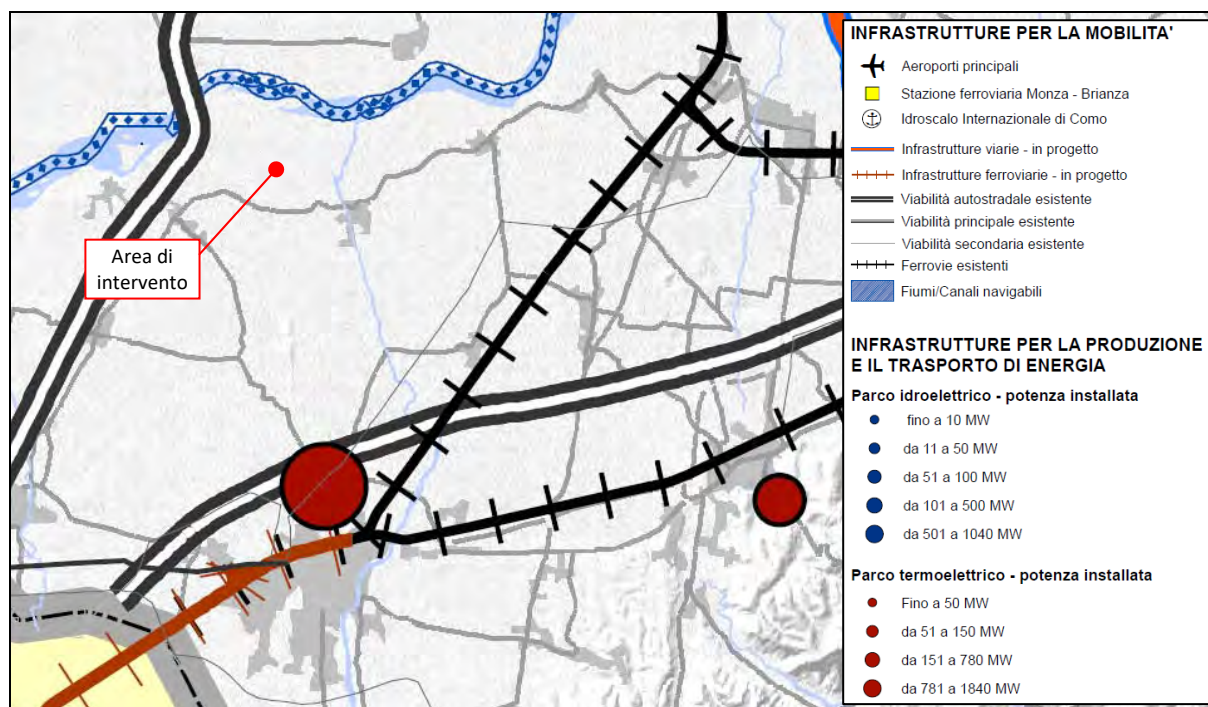 Area di
intervento
INFRASTRUTTURE PER LA MOBILITA'
Aeroporti principali
Stazione ferroviaria Monza - Brianza
Idroscalo Internazionale di Como
Infrastrutture viarie - in progetto
Infrastrutture ferroviarie - in progetto
Viabilità autostradale esistente
Viabilità principale esistente
Viabilità secondaria esistente
Ferrovie esistenti
Fiumi/Canali navigabili
INFRASTRUTTURE PER LA PRODUZIONE
E IL TRASPORTO DI ENERGIA
Parco idroelettrico - potenza installata
fino a 10 MW
da 11 a 50 MW
da 51 a 100 MW
da 101 a 500 MW
da 501 a 1040 MW
Parco termoelettrico - potenza installata
Fino a 50 MW
da 51 a 150 MW
da 151 a 780 MW
da 781 a 1840 MW